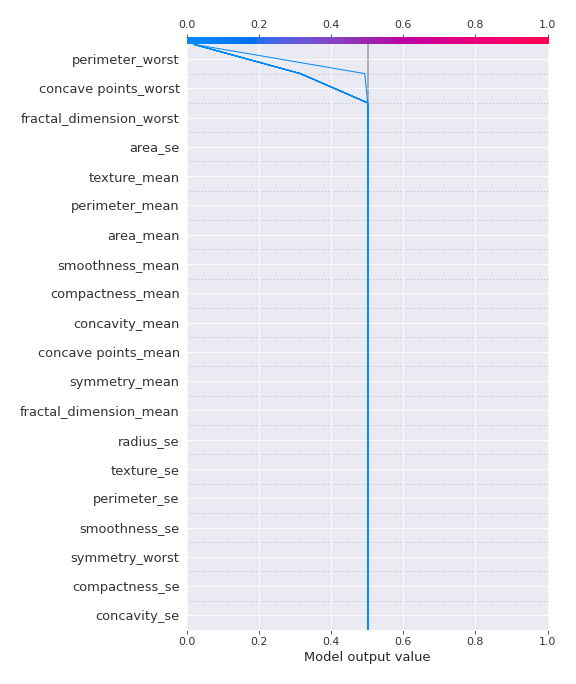 0.0 0.2 0.4 0.6 0.8 1.0
perimeter_worst
concave points_worst
fractal_dimension_worst
area_se
texture_mean
perimeter_mean
area_mean
smoothness_mean
compactness_mean
concavity_mean
concave points_mean
symmetry_mean
fractal_dimension_mean
radius_se
texture_se
perimeter_se
smoothness_se
symmetry_worst
compactness_se
concavity_se
0.0 0.2 0.4 0.6 0.8 1.0
Model output value